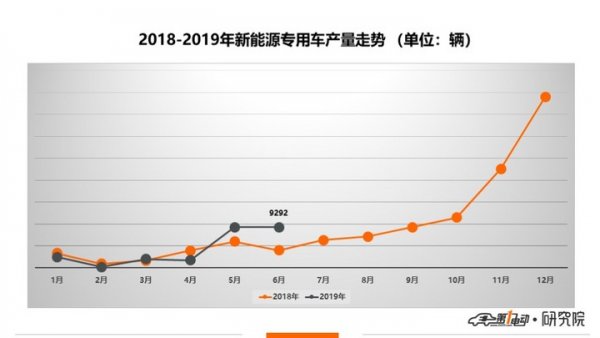 2018-2019年新能源专用车产量走势 （单位：辆）
9292
1月 2月 3月 4月 5月 6月 7月 8月 9月 10月 11月 12月
2018年 2019年
第1电动·研究院